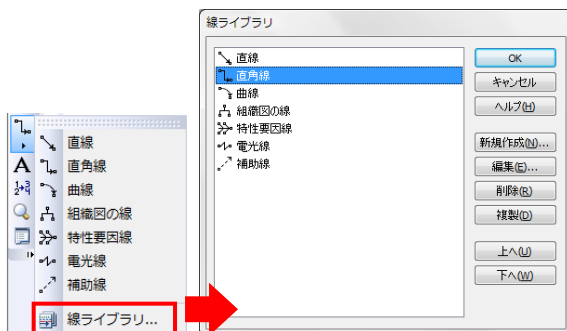 直線
直角線
曲線
組織図の線
特性要因線
電光線
補助線
線ライブラリ...
線ライブラリ
直線
直角線
曲線
組織図の線
特性要因線
電光線
補助線
OK
キャンセル
ヘルプ(H)
新規作成(N)...
編集(E)...
削除(R)
複製(D)
上へ(U)
下へ(W)